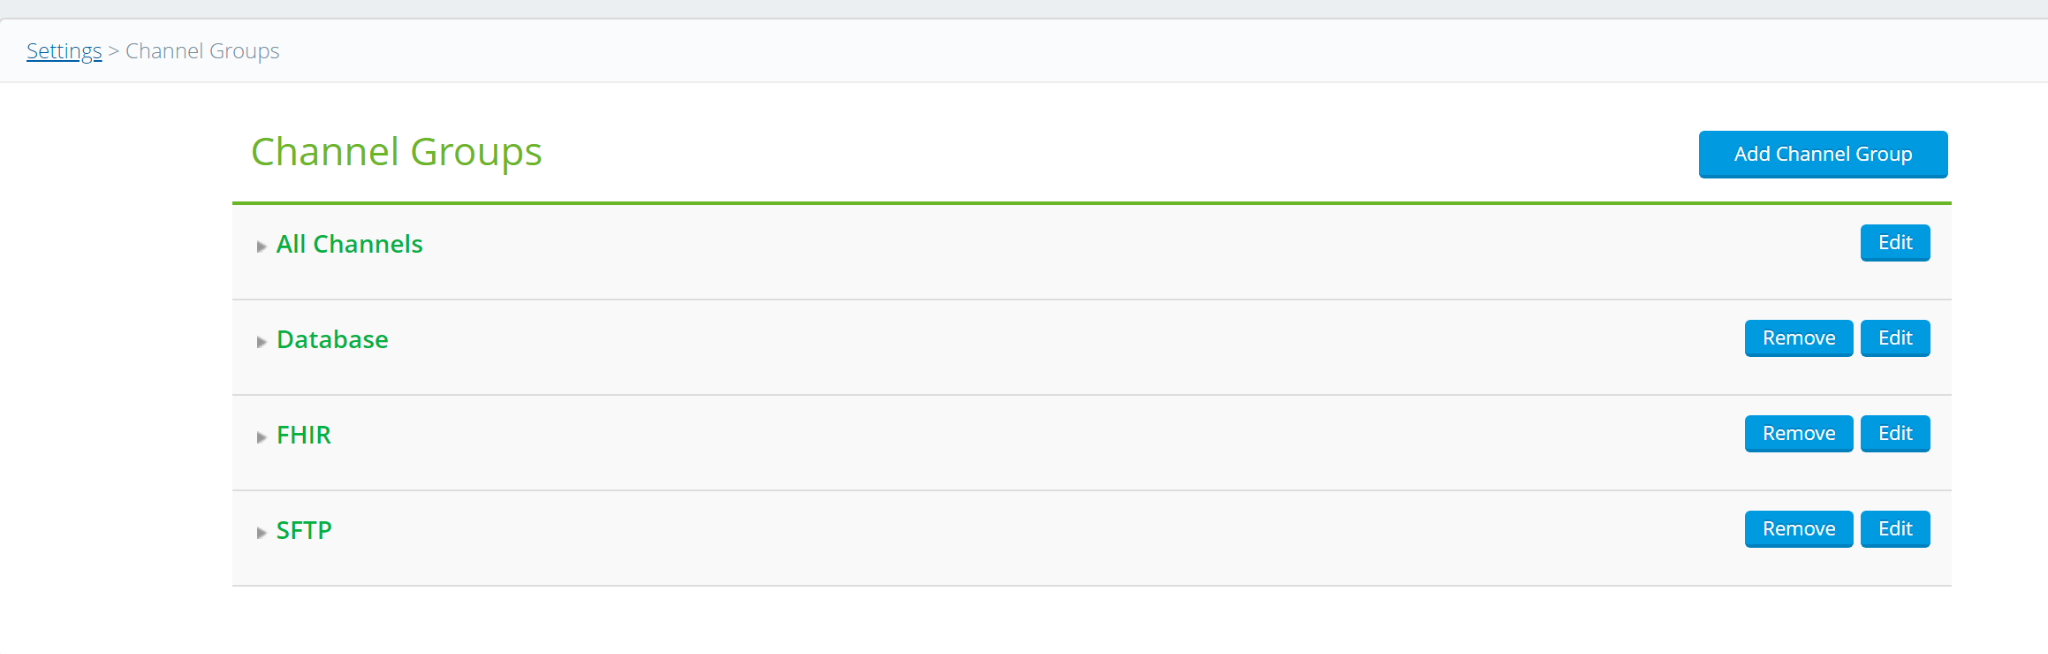 Settings > Channel Groups
Channel Groups
Add Channel Group
All Channels
Edit
Database
Remove Edit
FHIR
Remove Edit
SFTP
Remove Edit